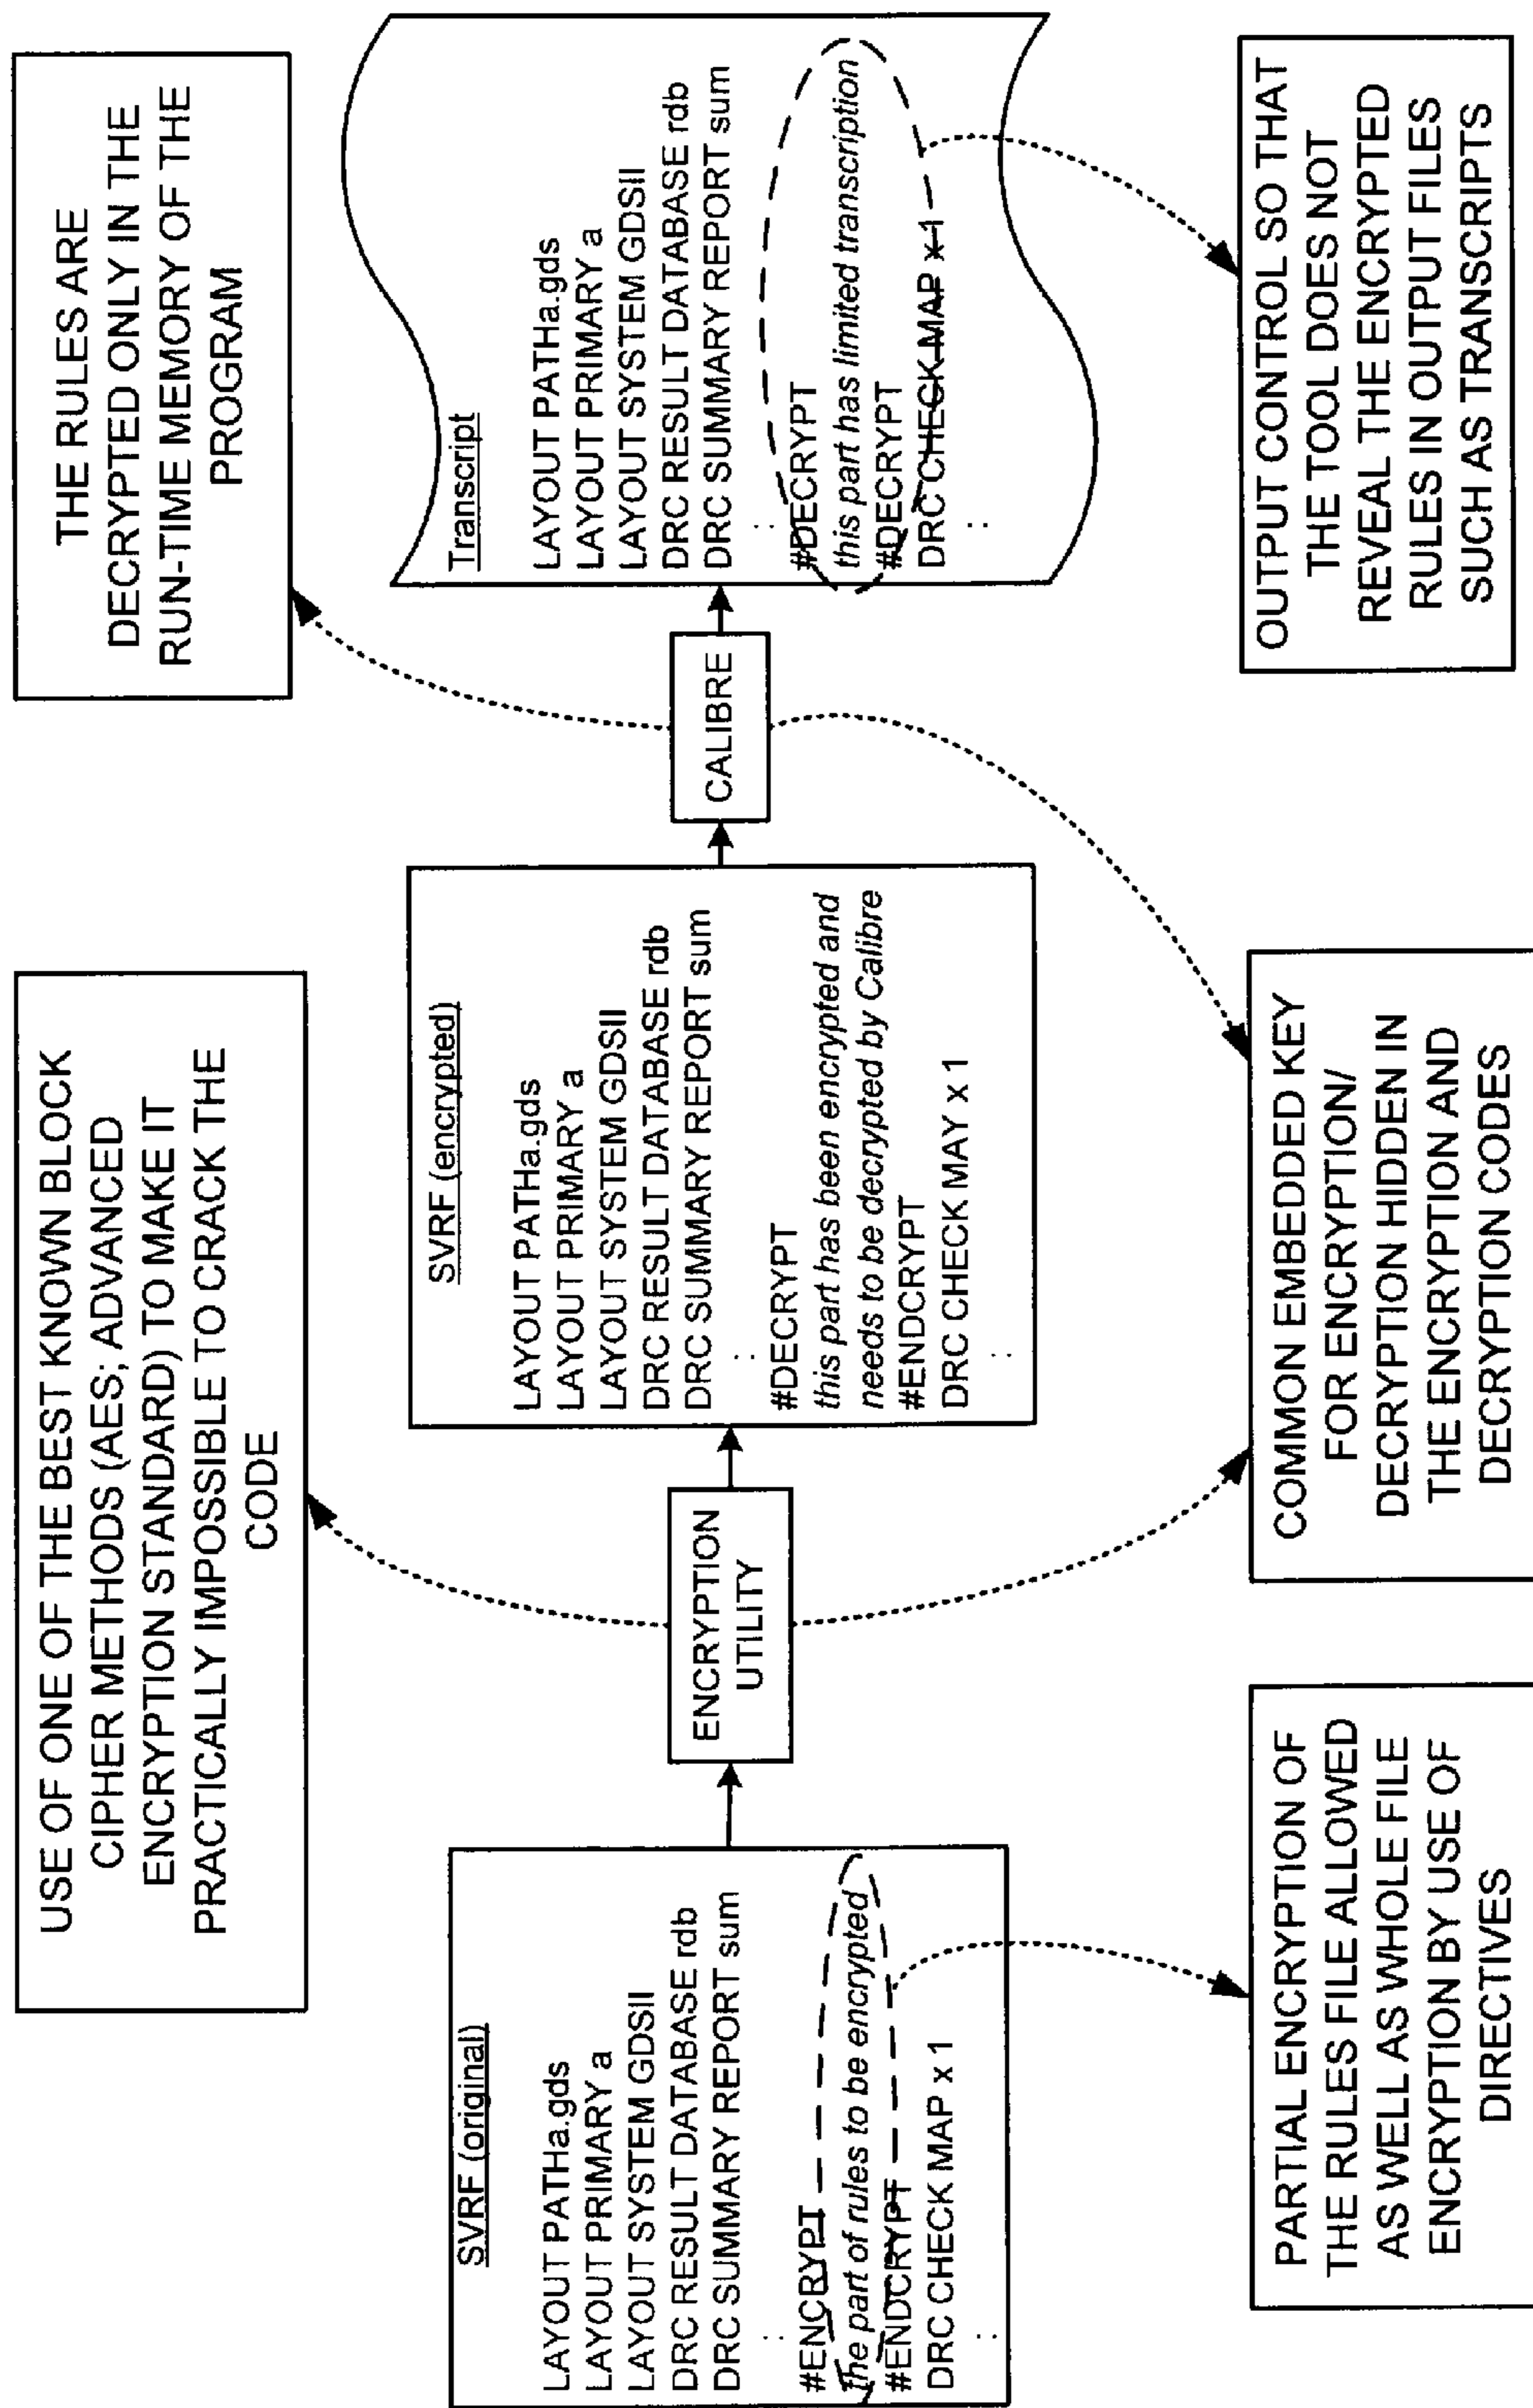 USE OF ONE OF THE BEST KNOWN BLOCK
CIPHER METHODS (AES; ADVANCED
ENCRYPTION STANDARD) TO MAKE IT
PRACTICALLY IMPOSSIBLE TO CRACK THE
CODE
THE RULES ARE
DECRYPTED ONLY IN THE
RUN-TIME MEMORY OF THE
PROGRAM
SVRF (original)
LAYOUT PATHa.gds
LAYOUT PRIMARY a
LAYOUT SYSTEM GDSII
DRC RESULT DATABASE rdb
DRC SUMMARY REPORT sum
:
#ENCRYPT
the part of rules to be encrypted
#ENDCRYPT
DRC CHECK MAP x 1
:
ENCRYPTION
UTILITY
SVRF (encrypted)
LAYOUT PATHa.gds
LAYOUT PRIMARY a
LAYOUT SYSTEM GDSII
DRC RESULT DATABASE rdb
DRC SUMMARY REPORT sum
:
#DECRYPT
this part has been encrypted and
needs to be decrypted by Calibre
#ENDCRYPT
DRC CHECK MAY x 1
:
CALIBRE
Transcript
LAYOUT PATHa.gds
LAYOUT PRIMARY a
LAYOUT SYSTEM GDSII
DRC RESULT DATABASE rdb
DRC SUMMARY REPORT sum
:
#DECRYPT
this part has limited transcription
#DECRYPT
DRC CHECK MAP x 1
:
PARTIAL ENCRYPTION OF
THE RULES FILE ALLOWED
AS WELL AS WHOLE FILE
ENCRYPTION BY USE OF
DIRECTIVES
COMMON EMBEDDED KEY
FOR ENCRYPTION/
DECRYPTION HIDDEN IN
THE ENCRYPTION AND
DECRYPTION CODES
OUTPUT CONTROL SO THAT
THE TOOL DOES NOT
REVEAL THE ENCRYPTED
RULES IN OUTPUT FILES
SUCH AS TRANSCRIPTS